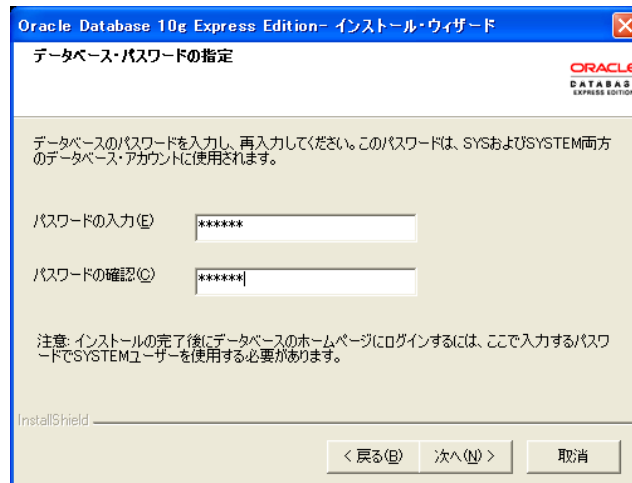 Oracle Database 10g Express Edition- インストール・ウィザード
データベース・パスワードの指定
ORACLE
DATABASE
EXPRESS EDITION
データベースのパスワードを入力し、再入力してください。このパスワードは、SYSおよびSYSTEM両方
のデータベース・アカウントに使用されます。
パスワードの入力(E)
******
パスワードの確認(C)
******
注意: インストールの完了後にデータベースのホームページにログインするには、ここで入力するパスワ
ードでSYSTEMユーザーを使用する必要があります。
InstallShield
< 戻る(B)
次へ(N) >
取消